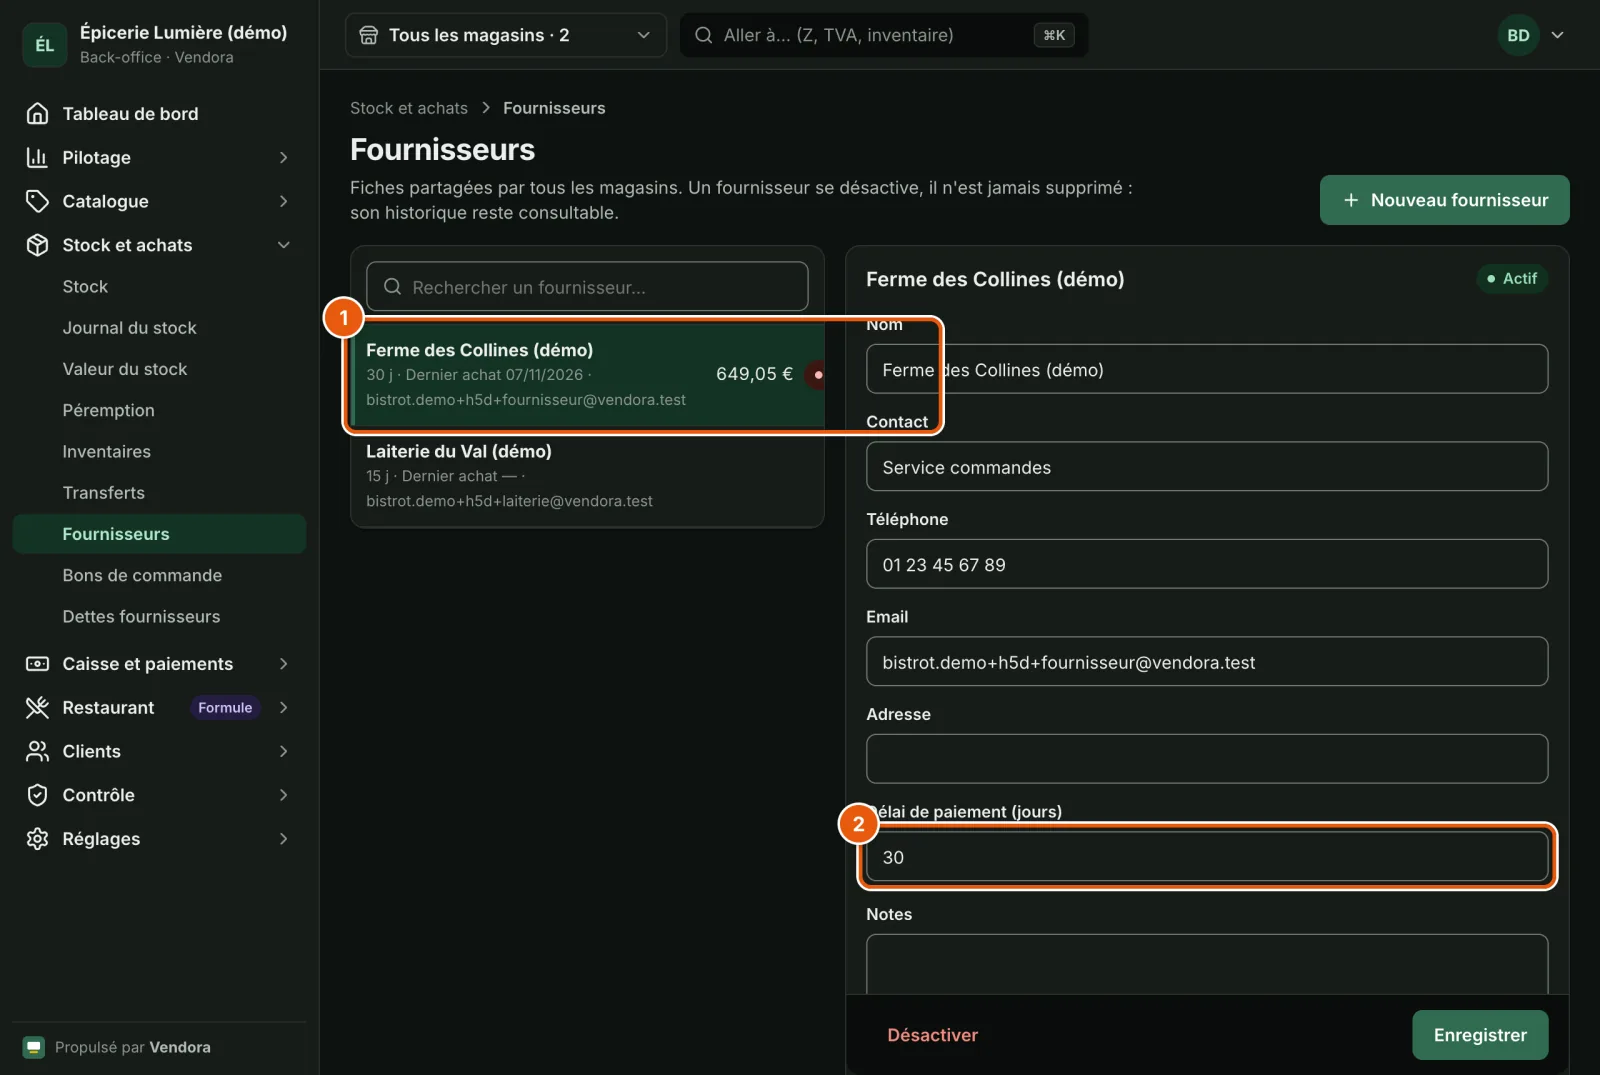 ÉL
Épicerie Lumière (démo)
Back-office · Vendora
Tous les magasins · 2
Aller à... (Z, TVA, inventaire)
⌘K
BD
Tableau de bord
Pilotage
Catalogue
Stock et achats
Stock
Journal du stock
Valeur du stock
Péremption
Inventaires
Transferts
Fournisseurs
Bons de commande
Dettes fournisseurs
Caisse et paiements
Restaurant
Formule
Clients
Contrôle
Réglages
Propulsé par Vendora
Stock et achats > Fournisseurs
Fournisseurs
Fiches partagées par tous les magasins. Un fournisseur se désactive, il n'est jamais supprimé :
son historique reste consultable.
+ Nouveau fournisseur
Rechercher un fournisseur...
1
Ferme des Collines (démo)
30 j · Dernier achat 07/11/2026 ·
bistrot.demo+h5d+fournisseur@vendora.test
649,05 €
Laiterie du Val (démo)
15 j · Dernier achat — ·
bistrot.demo+h5d+laiterie@vendora.test
Ferme des Collines (démo)
Actif
Nom
Ferme des Collines (démo)
Contact
Service commandes
Téléphone
01 23 45 67 89
Email
bistrot.demo+h5d+fournisseur@vendora.test
Adresse
2
Délai de paiement (jours)
30
Notes
Désactiver
Enregistrer